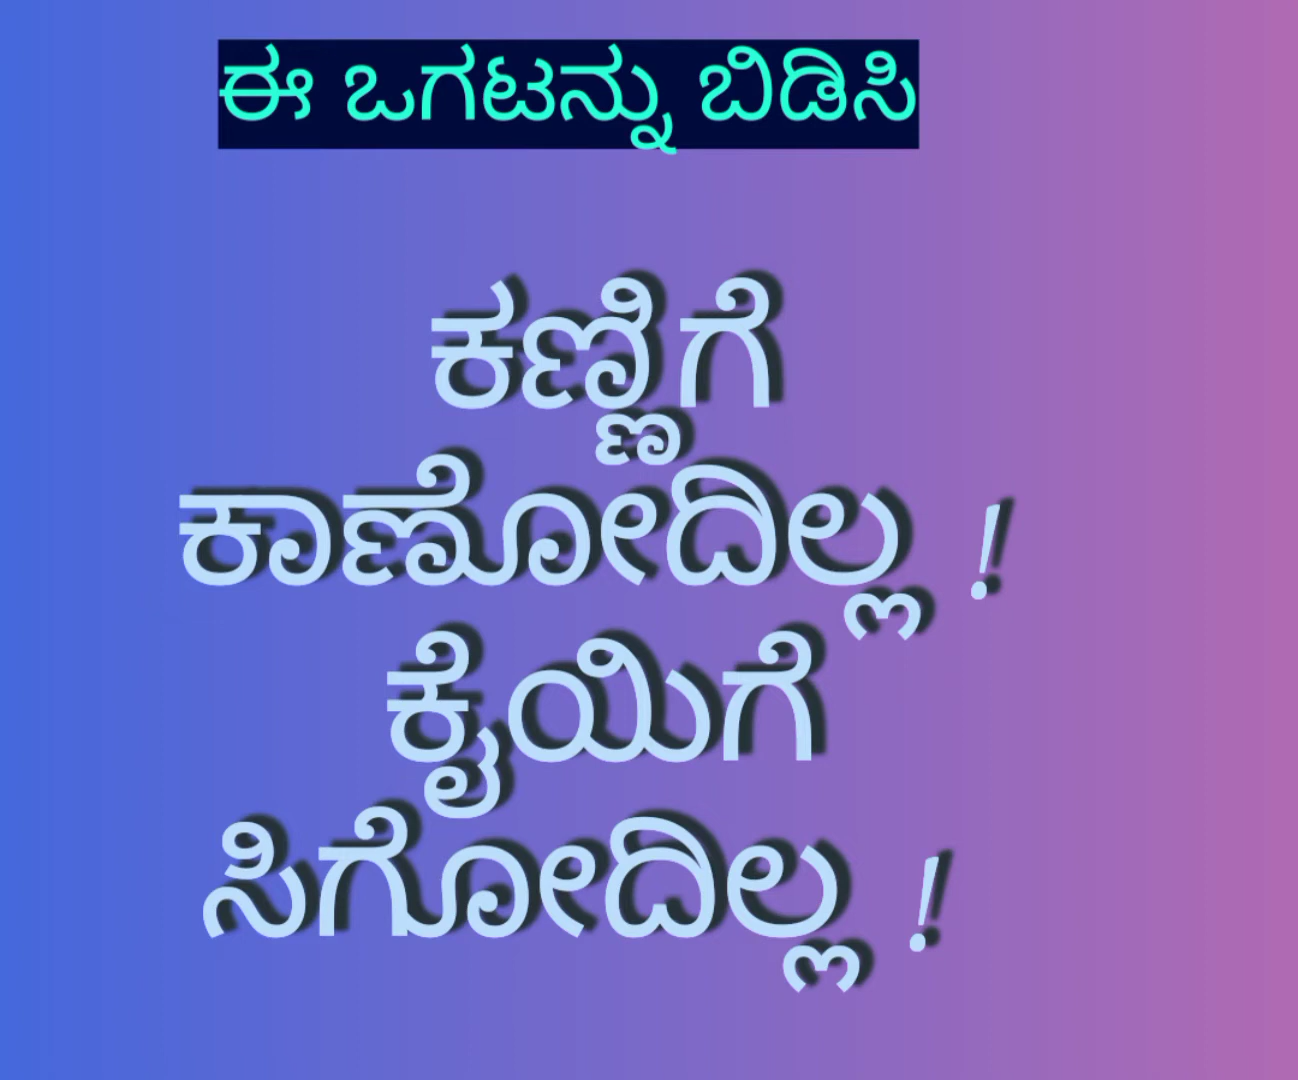 ಈ ಒಗಟನ್ನು ಬಿಡಿಸಿ
ಕಣ್ಣಿಗೆ
ಕಾಣೋದಿಲ್ಲ !
ಕೈಯಿಗೆ
ಸಿಗೋದಿಲ್ಲ !